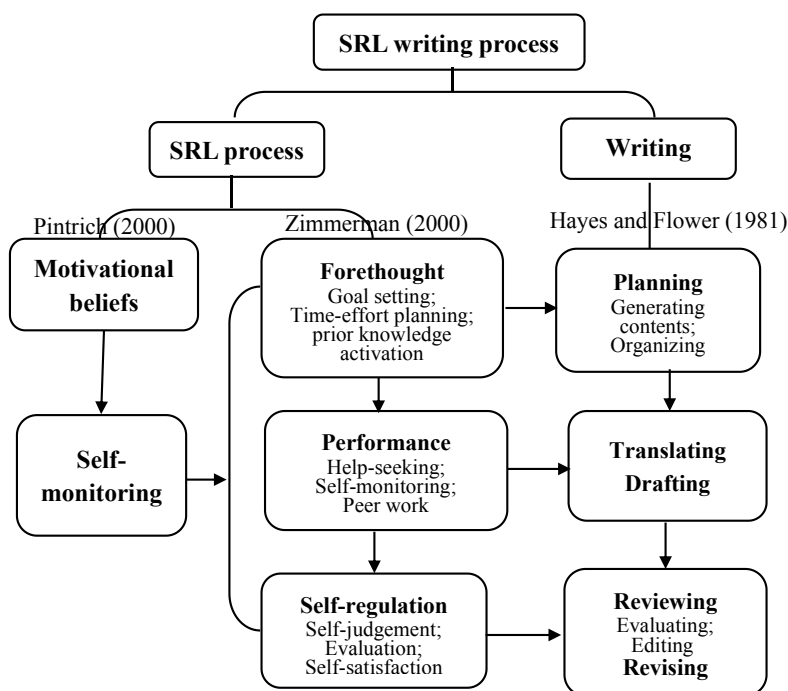 SRL writing process
SRL process
Writing
Pintrich (2000)
Zimmerman (2000)
Hayes and Flower (1981)
Motivational
beliefs
Forethought
Goal setting;
Time-effort planning;
prior knowledge
activation
Planning
Generating
contents;
Organizing
Self-
monitoring
Performance
Help-seeking;
Self-monitoring;
Peer work
Translating
Drafting
Self-regulation
Self-judgement;
Evaluation;
Self-satisfaction
Reviewing
Evaluating;
Editing
Revising